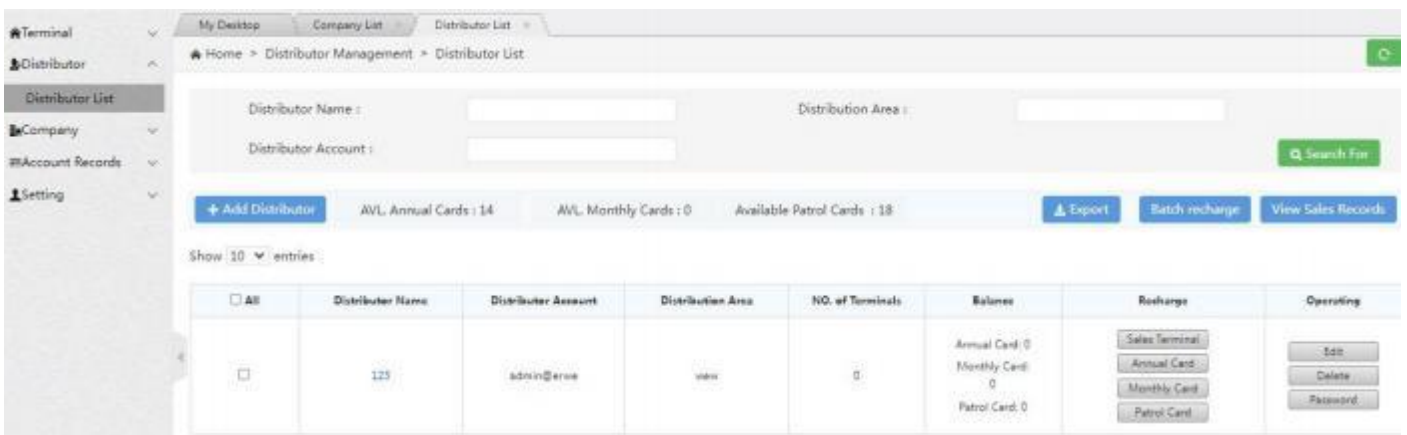 Terminal
Distributor
Distributor List
Company
Account Records
Setting
My Desktop Company List Distributor List
Home > Distributor Management > Distributor List
Distributor Name : Distribution Area :
Distributor Account :
Search For
+ Add Distributor AVL. Annual Cards : 14 AVL. Monthly Cards : 0 Available Patrol Cards : 18 Export Batch recharge View Sales Records
Show 10 entries
All Distributer Name Distributer Account Distribution Area NO. of Terminals Balance Recharge Operating
123 view 0
Annual Card: 0
Monthly Card:
0
Patrol Card: 0
Sales Terminal
Annual Card
Monthly Card
Patrol Card
Edit
Delete
Password